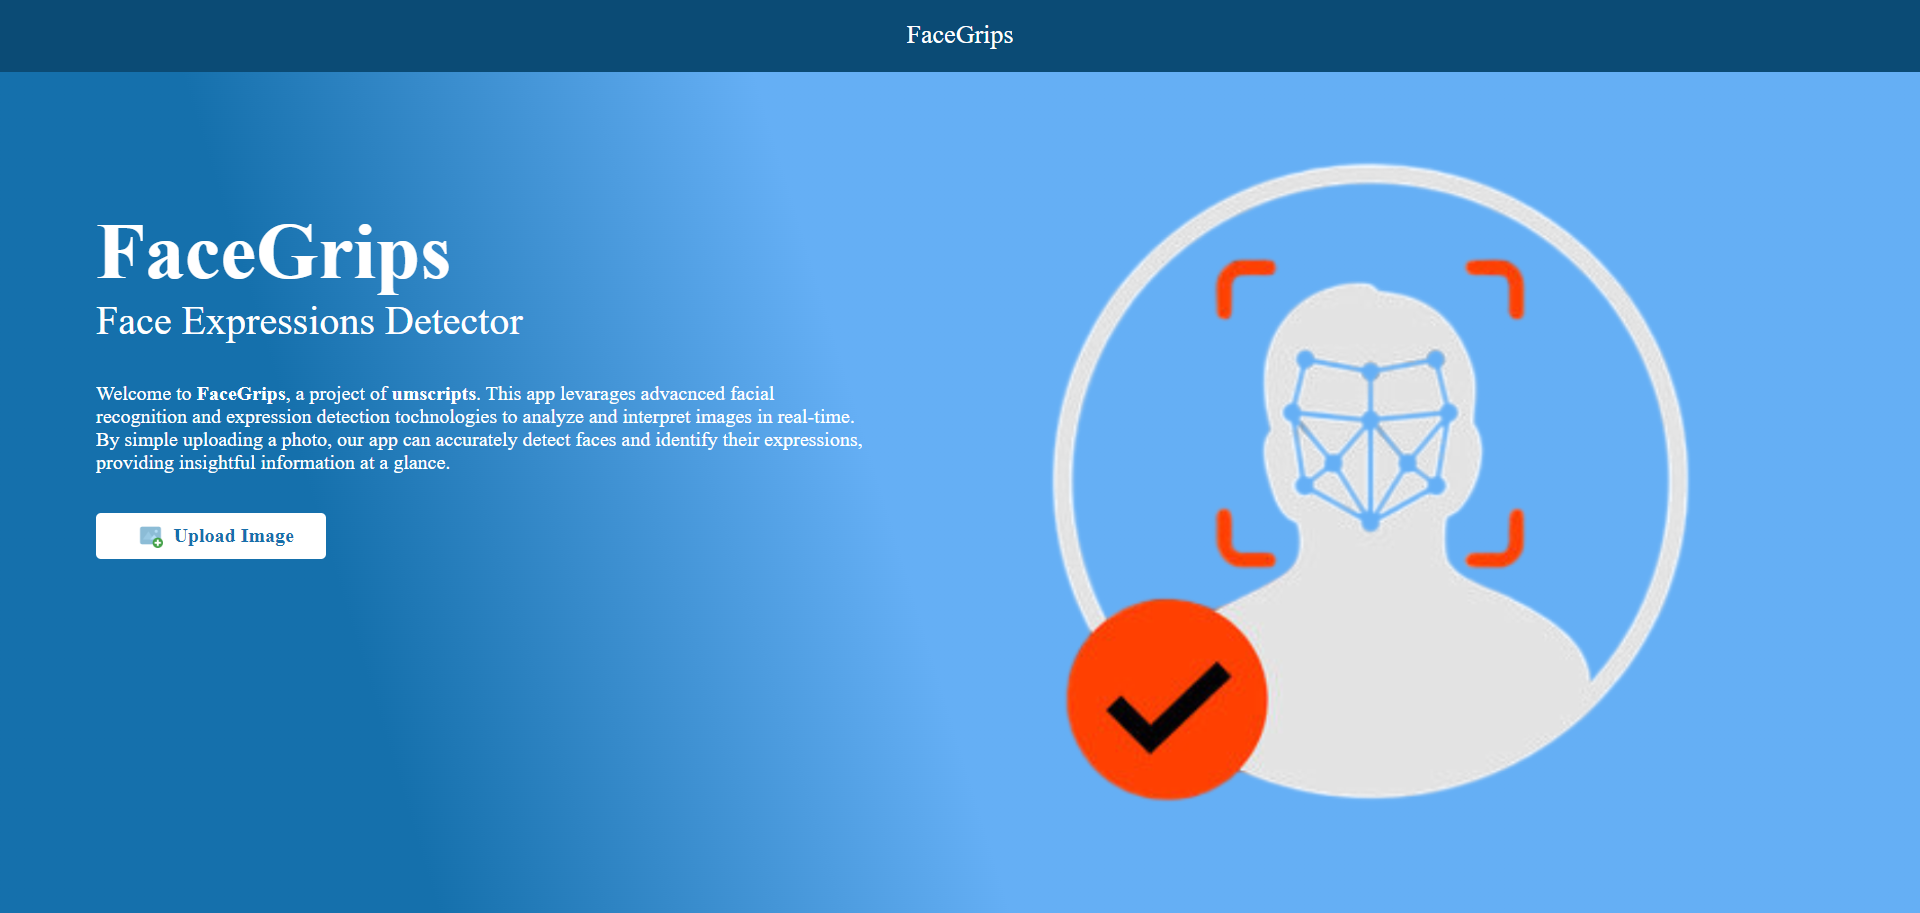 FaceGrips
FaceGrips
Face Expressions Detector
Welcome to FaceGrips, a project of umscripts. This app levarages advacnced facial
recognition and expression detection tochnologies to analyze and interpret images in real-time.
By simple uploading a photo, our app can accurately detect faces and identify their expressions,
providing insightful information at a glance.
Upload Image